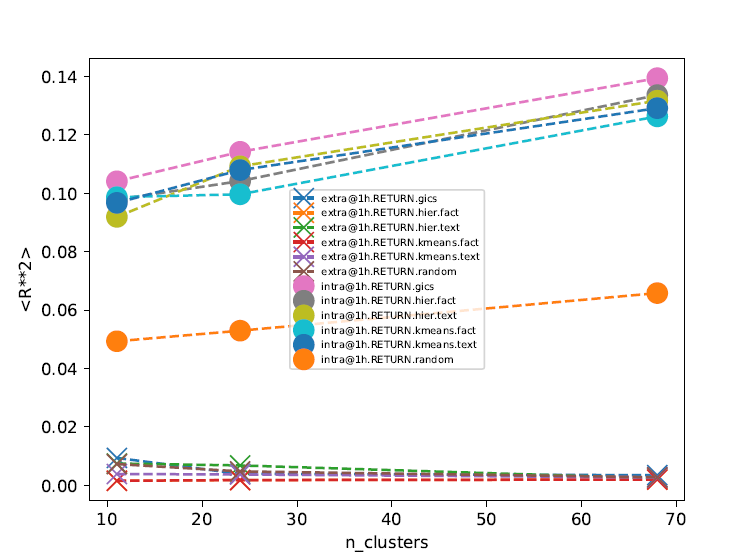 0.14
0.12
0.10
0.08
0.06
0.04
0.02
0.00
<R**2>
extra@1h.RETURN.gics
extra@1h.RETURN.hier.fact
extra@1h.RETURN.hier.text
extra@1h.RETURN.kmeans.fact
extra@1h.RETURN.kmeans.text
extra@1h.RETURN.random
intra@1h.RETURN.gics
intra@1h.RETURN.hier.fact
intra@1h.RETURN.hier.text
intra@1h.RETURN.kmeans.fact
intra@1h.RETURN.kmeans.text
intra@1h.RETURN.random
10 20 30 40 50 60 70
n_clusters